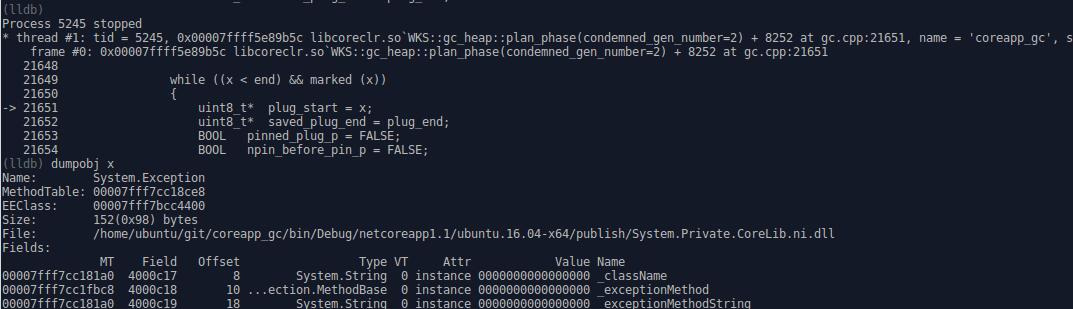 (lldb)
Process 5245 stopped
* thread #1: tid = 5245, 0x00007ffff5e89b5c libcoreclr.so`WKS::gc_heap::plan_phase(condemned_gen_number=2) + 8252 at gc.cpp:21651, name = 'coreapp_gc', s
frame #0: 0x00007ffff5e89b5c libcoreclr.so`WKS::gc_heap::plan_phase(condemned_gen_number=2) + 8252 at gc.cpp:21651
21648
21649 while ((x < end) && marked (x))
21650 {
-> 21651 uint8_t* plug_start = x;
21652 uint8_t* saved_plug_end = plug_end;
21653 BOOL pinned_plug_p = FALSE;
21654 BOOL npin_before_pin_p = FALSE;
(lldb) dumpobj x
Name: System.Exception
MethodTable: 00007fff7cc18ce8
EEClass: 00007fff7bcc4400
Size: 152(0x98) bytes
File: /home/ubuntu/git/coreapp_gc/bin/Debug/netcoreapp1.1/ubuntu.16.04-x64/publish/System.Private.CoreLib.ni.dll
Fields:
MT Field Offset Type VT Attr Value Name
00007fff7cc181a0 4000c17 8 System.String 0 instance 0000000000000000 _className
00007fff7cc1fbc8 4000c18 10 ...ection.MethodBase 0 instance 0000000000000000 _exceptionMethod
00007fff7cc181a0 4000c19 18 System.String 0 instance 0000000000000000 _exceptionMethodString